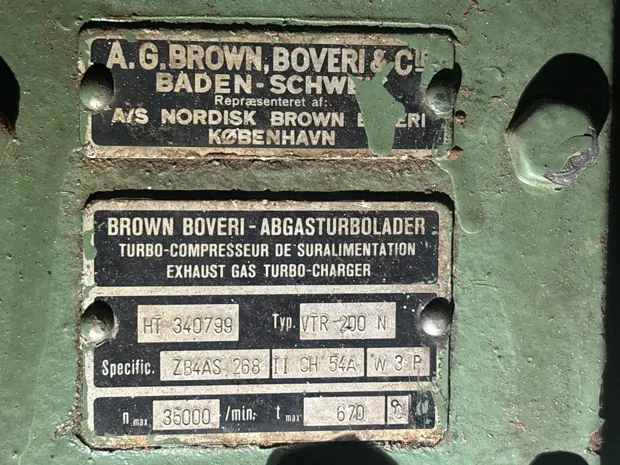 A.G. BROWN, BOVERI & Cie
BADEN-SCHWE
Repræsenteret af:
A/S NORDISK BROWN BOVERI
KØBENHAVN
BROWN BOVERI - ABGASTURBOLADER
TURBO-COMPRESSEUR DE SURALIMENTATION
EXHAUST GAS TURBO-CHARGER
HT 340799 Typ. VTR 200 N
Specific. ZB4AS 268 II CH 54A W 3 P
n max 35000 /min. t max 670 °C